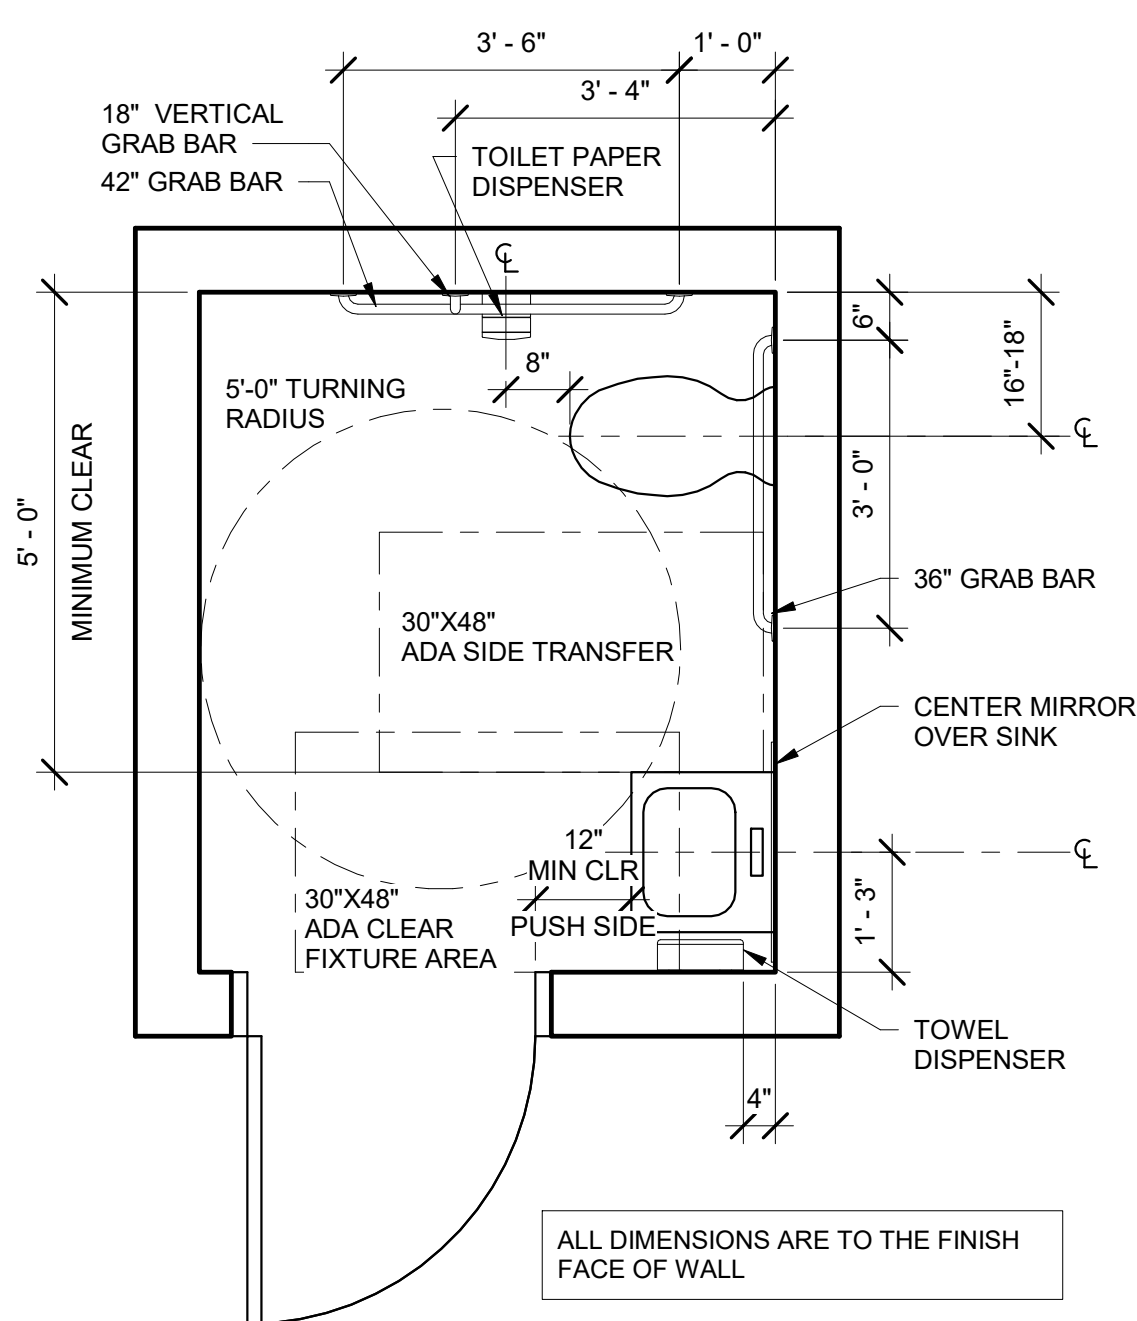 3' - 6"
1' - 0"
3' - 4"
18"  VERTICAL
GRAB BAR
42" GRAB BAR
TOILET PAPER
DISPENSER
℄
8"
6"
16"-18"
5'-0" TURNING
RADIUS
℄
5' - 0"
MINIMUM CLEAR
3' - 0"
36" GRAB BAR
30"X48"
ADA SIDE TRANSFER
CENTER MIRROR
OVER SINK
12"
MIN CLR
PUSH SIDE
℄
30"X48"
ADA CLEAR
FIXTURE AREA
1' - 3"
TOWEL
DISPENSER
4"
ALL DIMENSIONS ARE TO THE FINISH
FACE OF WALL